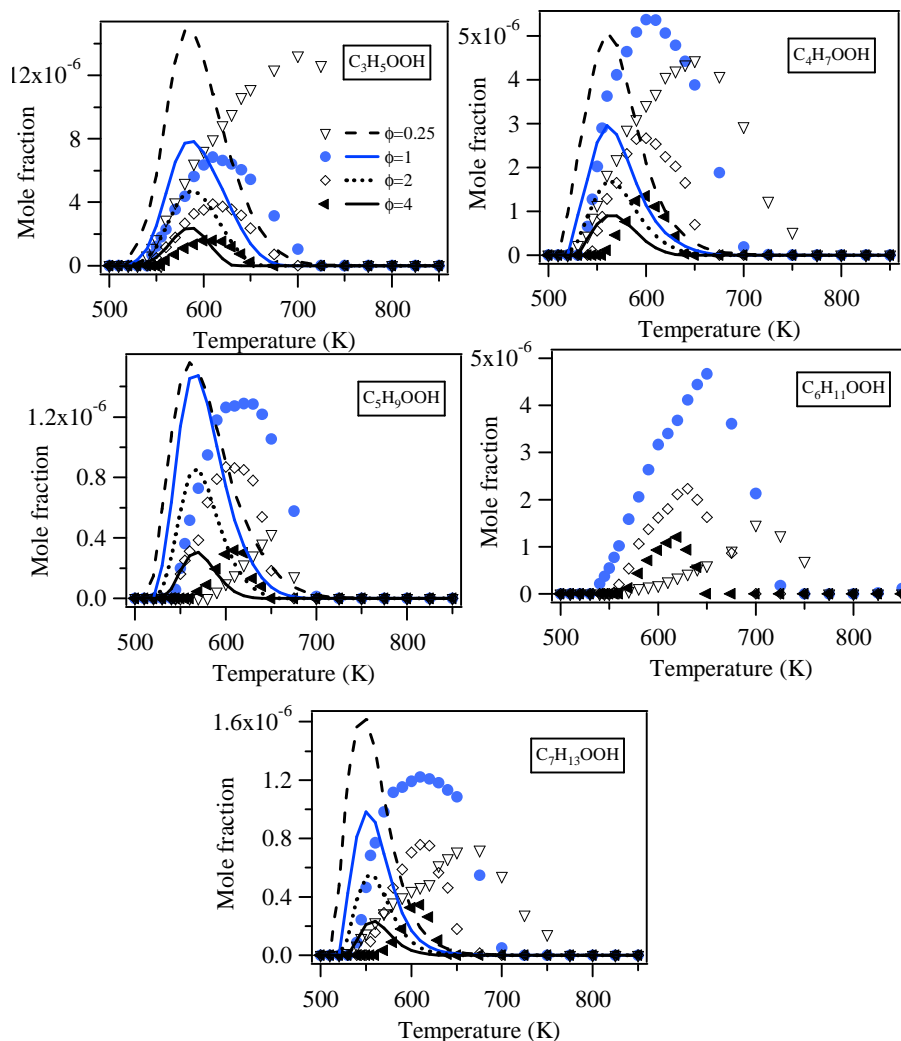 12x10-6
8
4
0
Mole fraction
C3H5OOH
ϕ=0.25
ϕ=1
ϕ=2
ϕ=4
500 600 700 800
Temperature (K)
5x10-6
4
3
2
1
0
Mole fraction
C4H7OOH
500 600 700 800
Temperature (K)
1.2x10-6
0.8
0.4
0.0
Mole fraction
C5H9OOH
500 600 700 800
Temperature (K)
5x10-6
4
3
2
1
0
Mole fraction
C6H11OOH
500 600 700 800
Temperature (K)
1.6x10-6
1.2
0.8
0.4
0.0
Mole fraction
C7H13OOH
500 600 700 800
Temperature (K)